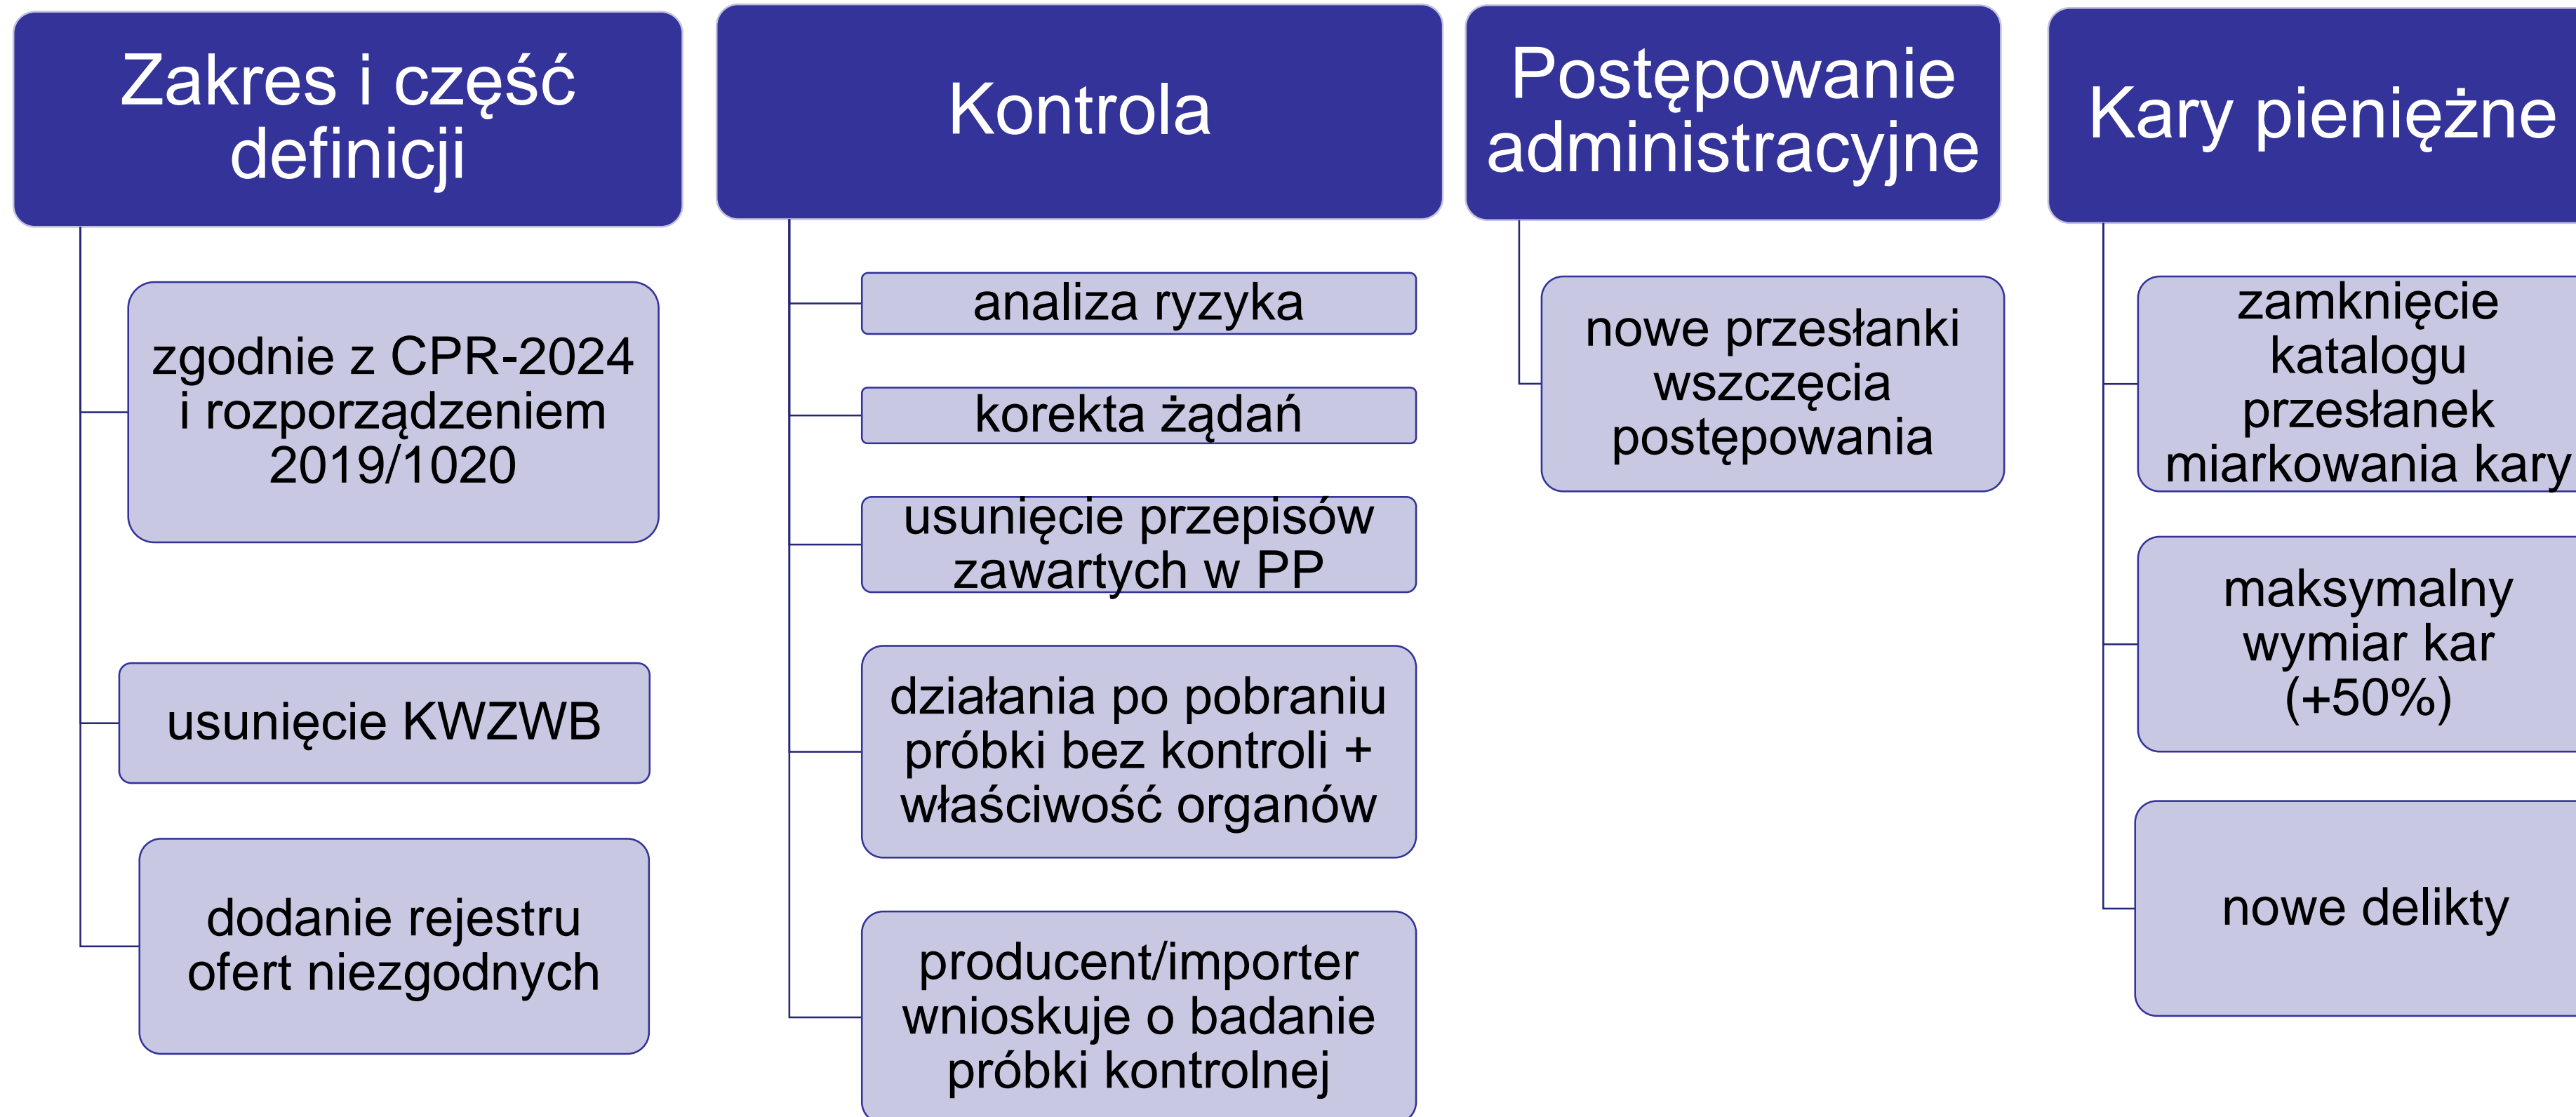 Zakres i część
definicji
zgodnie z CPR-2024
i rozporządzeniem
2019/1020
usunięcie KWZWB
dodanie rejestru
ofert niezgodnych
Kontrola
analiza ryzyka
korekta żądań
usunięcie przepisów
zawartych w PP
działania po pobraniu
próbki bez kontroli +
właściwość organów
producent/importer
wnioskuje o badanie
próbki kontrolnej
Postępowanie
administracyjne
nowe przesłanki
wszczęcia
postępowania
Kary pieniężne
zamknięcie
katalogu
przesłanek
miarkowania kary
maksymalny
wymiar kar
(+50%)
nowe delikty